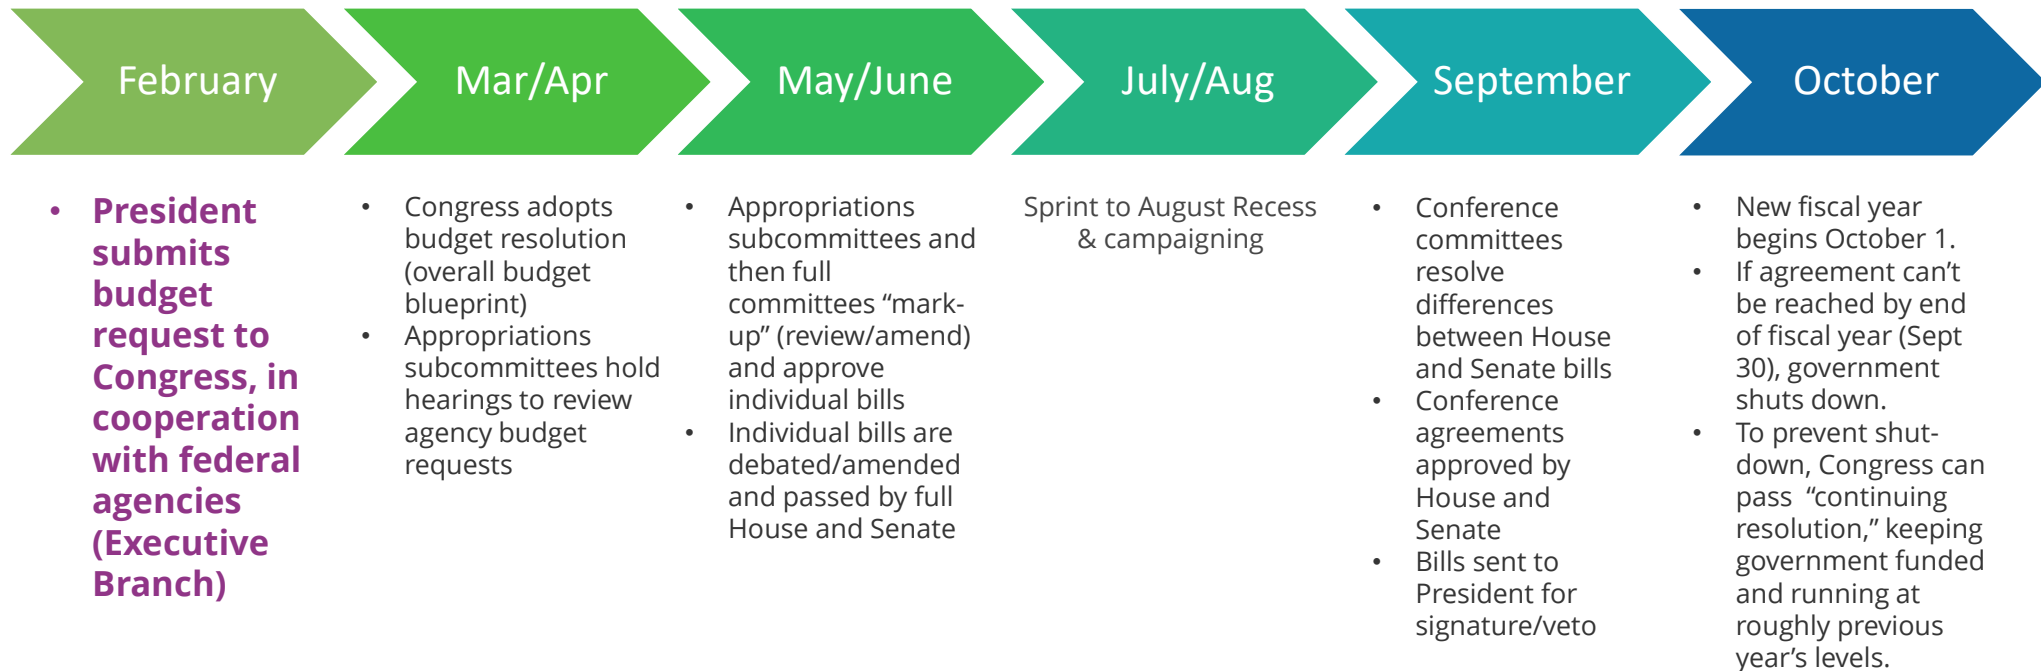 February
Mar/Apr
May/June
July/Aug
September
October
• President
submits
budget
request to
Congress, in
cooperation
with federal
agencies
(Executive
Branch)
• Congress adopts
budget resolution
(overall budget
blueprint)
• Appropriations
subcommittees hold
hearings to review
agency budget
requests
• Appropriations
subcommittees and
then full
committees “mark-
up” (review/amend)
and approve
individual bills
• Individual bills are
debated/amended
and passed by full
House and Senate
Sprint to August Recess
& campaigning
• Conference
committees
resolve
differences
between House
and Senate bills
• Conference
agreements
approved by
House and
Senate
• Bills sent to
President for
signature/veto
• New fiscal year
begins October 1.
• If agreement can’t
be reached by end
of fiscal year (Sept
30), government
shuts down.
• To prevent shut-
down, Congress can
pass “continuing
resolution,” keeping
government funded
and running at
roughly previous
year’s levels.